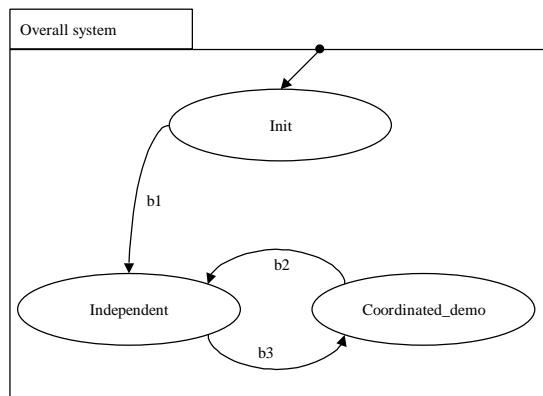 Overall system
Init
b1
b2
Independent
Coordinated_demo
b3